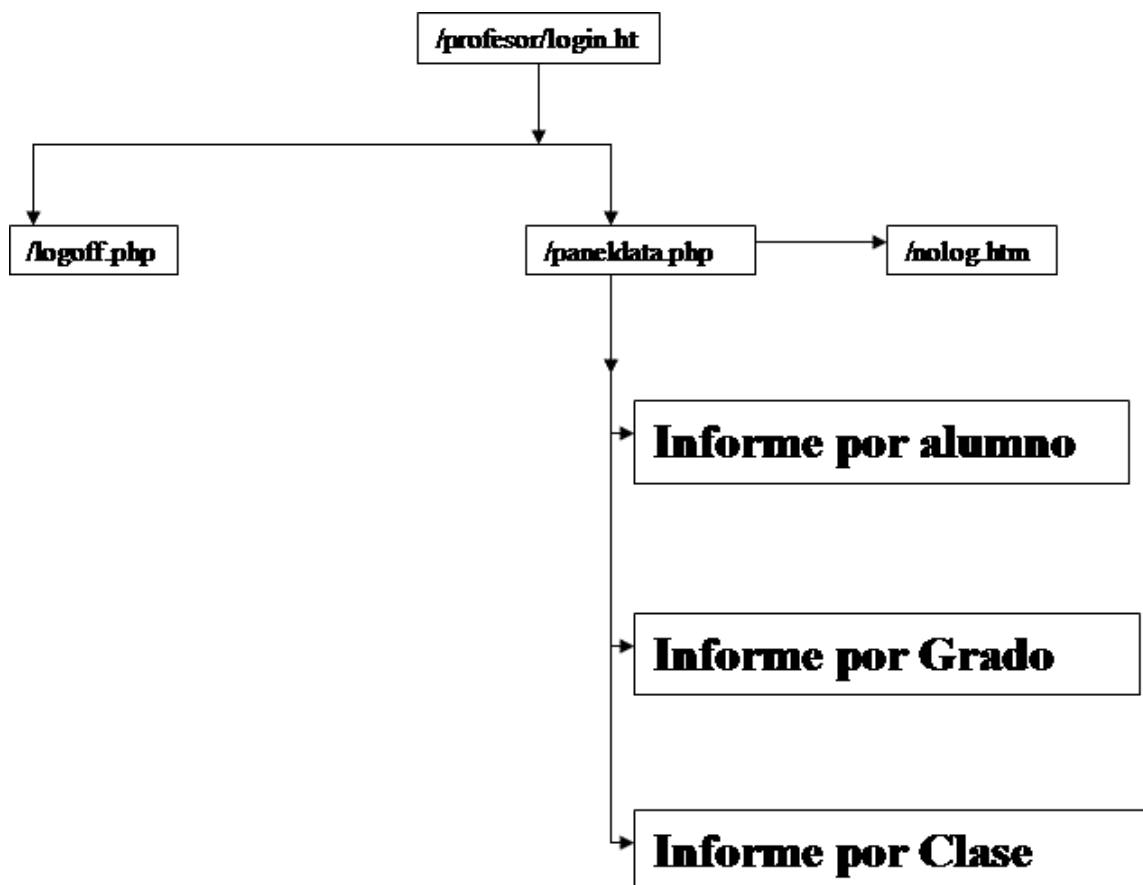 /profesor/login.ht
/logoff.php
/paneldata.php
/nolog.htm
Informe por alumno
Informe por Grado
Informe por Clase